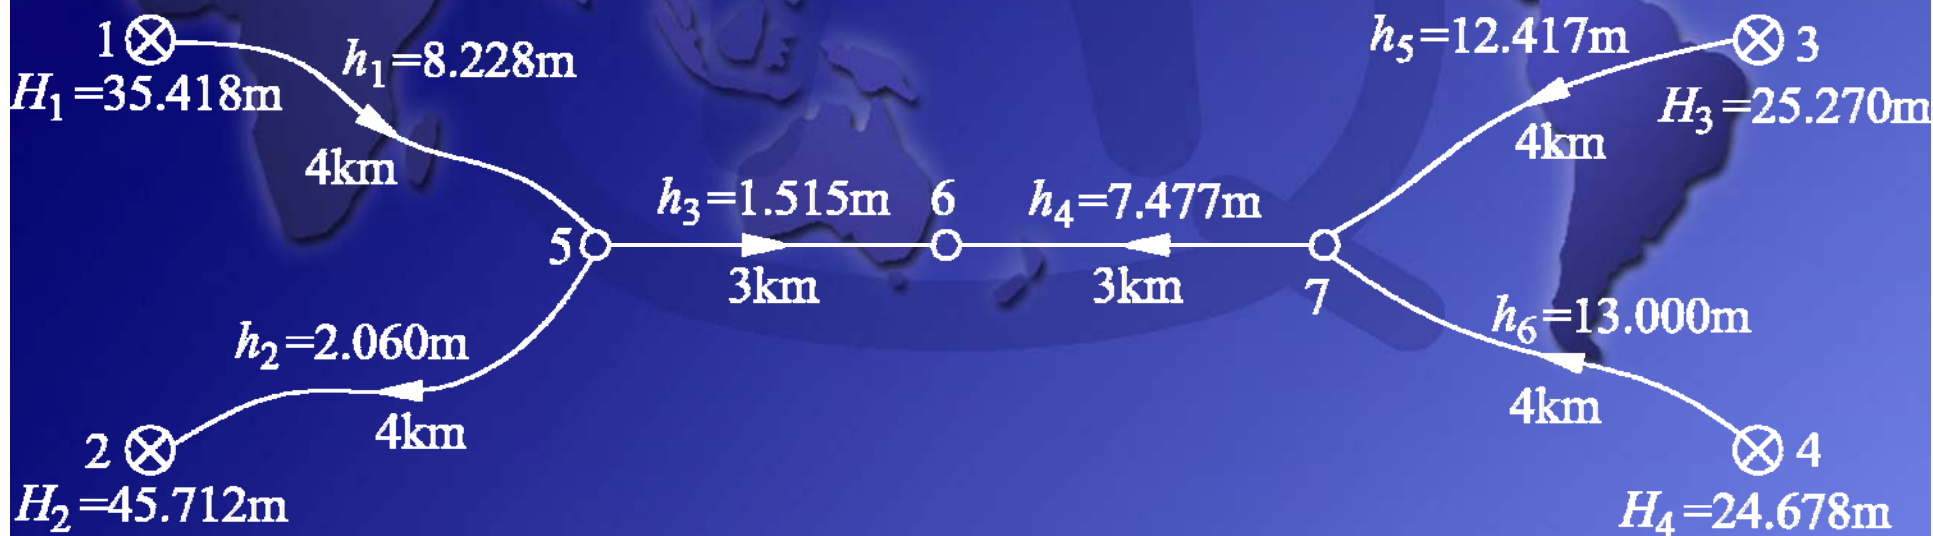 1
h₁=8.228m
H₁=35.418m
4km
h₅=12.417m
3
H₃=25.270m
4km
h₃=1.515m
6
h₄=7.477m
5
3km
3km
7
h₂=2.060m
4km
2
H₂=45.712m
h₆=13.000m
4km
4
H₄=24.678m